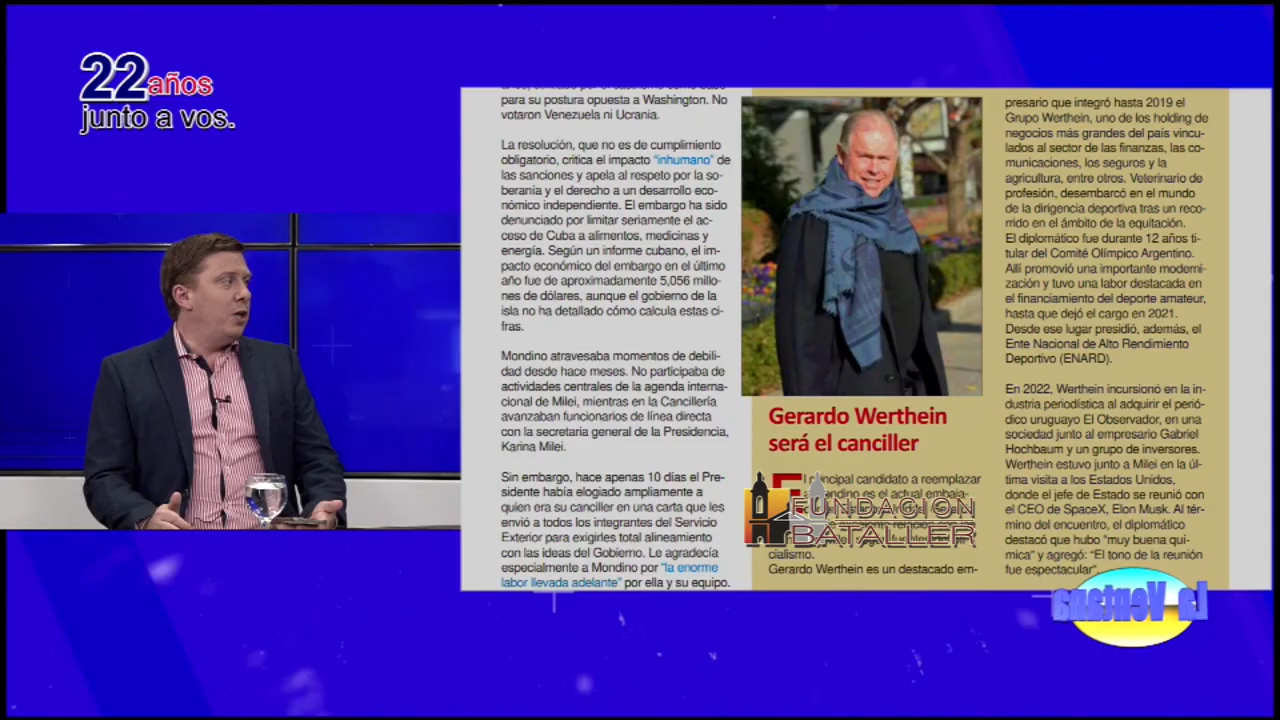 22 años
junto a vos.
para su postura opuesta a Washington. No
votaron Venezuela ni Ucrania.
La resolución, que no es de cumplimiento
obligatorio, critica el impacto “inhumano” de
las sanciones y apela al respeto por la so-
beranía y el derecho a un desarrollo eco-
nómico independiente. El embargo ha sido
denunciado por limitar seriamente el ac-
ceso de Cuba a alimentos, medicinas y
energía. Según un informe cubano, el im-
pacto económico del embargo en el último
año fue de aproximadamente 5,056 millo-
nes de dólares, aunque el gobierno de la
isla no ha detallado cómo calcula estas ci-
fras.
Mondino atravesaba momentos de debili-
dad desde hace meses. No participaba de
actividades centrales de la agenda interna-
cional de Milei, mientras en la Cancillería
avanzaban funcionarios de línea directa
con la secretaria general de la Presidencia,
Karina Milei.
Sin embargo, hace apenas 10 días el Pre-
sidente había elogiado ampliamente a
quien era su canciller en una carta que les
envió a todos los integrantes del Servicio
Exterior para exigirles total alineamiento
con las ideas del Gobierno. Le agradecía
especialmente a Mondino por “la enorme
labor llevada adelante” por ella y su equipo.
Gerardo Werthein
será el canciller
El principal candidato a reemplazar
a Mondino es el actual embaja-
cialismo.
Gerardo Werthein es un destacado em-
FUNDACION
BATALLER
presario que integró hasta 2019 el
Grupo Werthein, uno de los holding de
negocios más grandes del país vincu-
lados al sector de las finanzas, las co-
municaciones, los seguros y la
agricultura, entre otros. Veterinario de
profesión, desembarcó en el mundo
de la dirigencia deportiva tras un reco-
rrido en el ámbito de la equitación.
El diplomático fue durante 12 años ti-
tular del Comité Olímpico Argentino.
Allí promovió una importante moderni-
zación y tuvo una labor destacada en
el financiamiento del deporte amateur,
hasta que dejó el cargo en 2021.
Desde ese lugar presidió, además, el
Ente Nacional de Alto Rendimiento
Deportivo (ENARD).
En 2022, Werthein incursionó en la in-
dustria periodística al adquirir el perió-
dico uruguayo El Observador, en una
sociedad junto al empresario Gabriel
Hochbaum y un grupo de inversores.
Werthein estuvo junto a Milei en la úl-
tima visita a los Estados Unidos,
donde el jefe de Estado se reunió con
el CEO de SpaceX, Elon Musk. Al tér-
mino del encuentro, el diplomático
destacó que hubo “muy buena quí-
mica” y agregó: “El tono de la reunión
fue espectacular”.
la Ventana